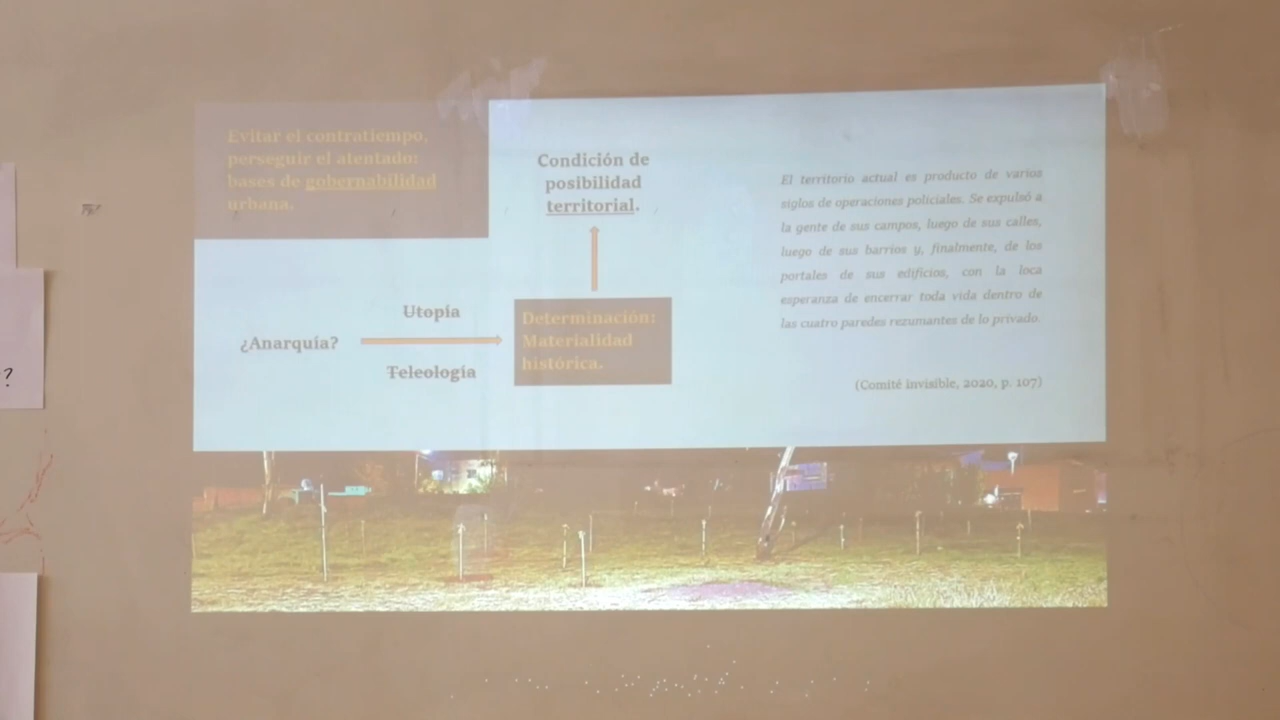 Evitar el contratiempo,
perseguir el atentado:
bases de gobernabilidad
urbana.
Condición de
posibilidad
territorial.
¿Anarquía?
Utopía
Teleología
Determinación:
Materialidad
histórica.
El territorio actual es producto de varios
siglos de operaciones policiales. Se expulsó a
la gente de sus campos, luego de sus calles,
luego de sus barrios y, finalmente, de los
portales de sus edificios, con la loca
esperanza de encerrar toda vida dentro de
las cuatro paredes rezumantes de lo privado.
(Comité invisible, 2020, p. 107)
?